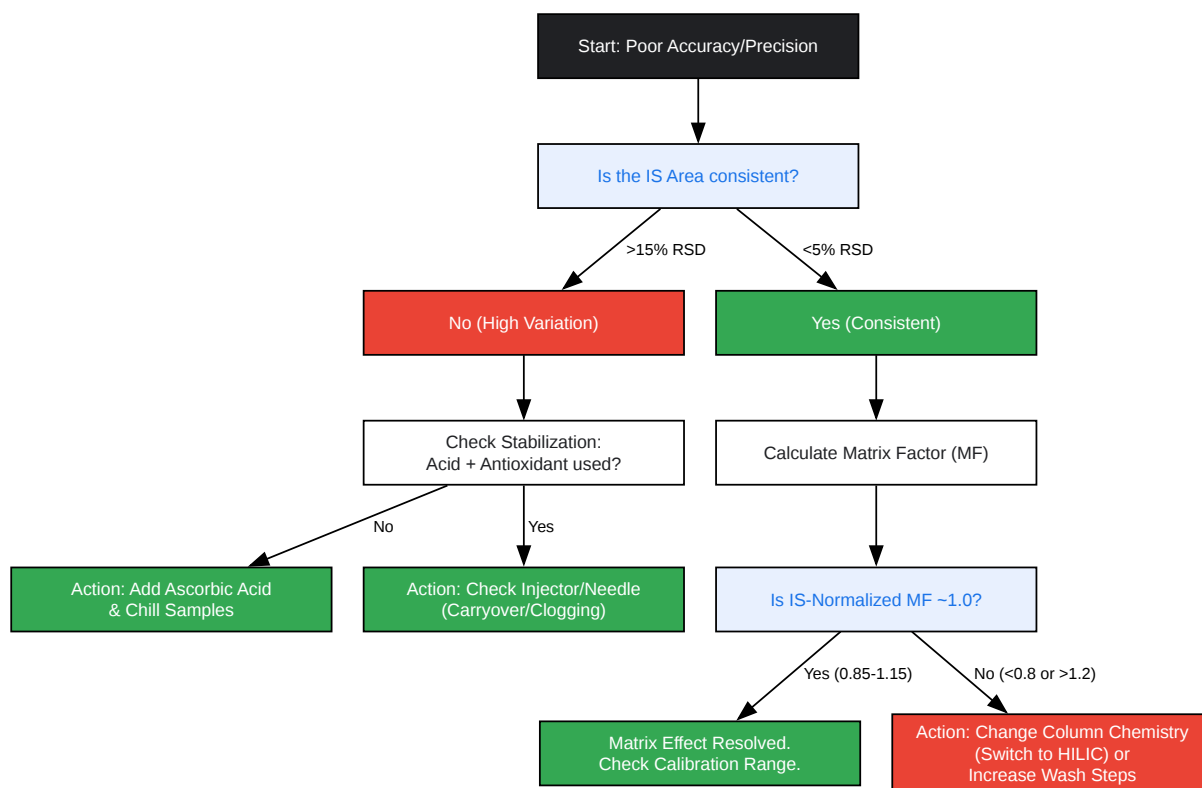 Start: Poor Accuracy/Precision
Is the IS Area consistent?
>15% RSD
<5% RSD
No (High Variation)
Yes (Consistent)
Check Stabilization:
Acid + Antioxidant used?
Calculate Matrix Factor (MF)
No
Yes
Action: Add Ascorbic Acid
& Chill Samples
Action: Check Injector/Needle
(Carryover/Clogging)
Is IS-Normalized MF ~1.0?
Yes (0.85-1.15)
No (<0.8 or >1.2)
Matrix Effect Resolved.
Check Calibration Range.
Action: Change Column Chemistry
(Switch to HILIC) or
Increase Wash Steps